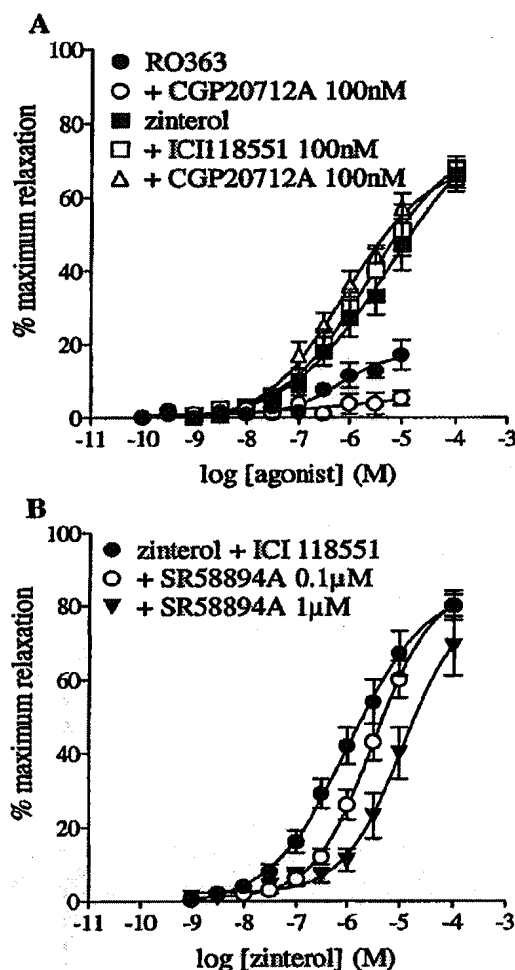 A
100
80
60
40
20
0
% maximum relaxation
RO363
+ CGP20712A 100nM
zinterol
+ ICI118551 100nM
+ CGP20712A 100nM
-11 -10 -9 -8 -7 -6 -5 -4 -3
log [agonist] (M)
B
100
80
60
40
20
0
% maximum relaxation
zinterol + ICI 118551
+ SR58894A 0.1µM
+ SR58894A 1µM
-11 -10 -9 -8 -7 -6 -5 -4 -3
log [zinterol] (M)